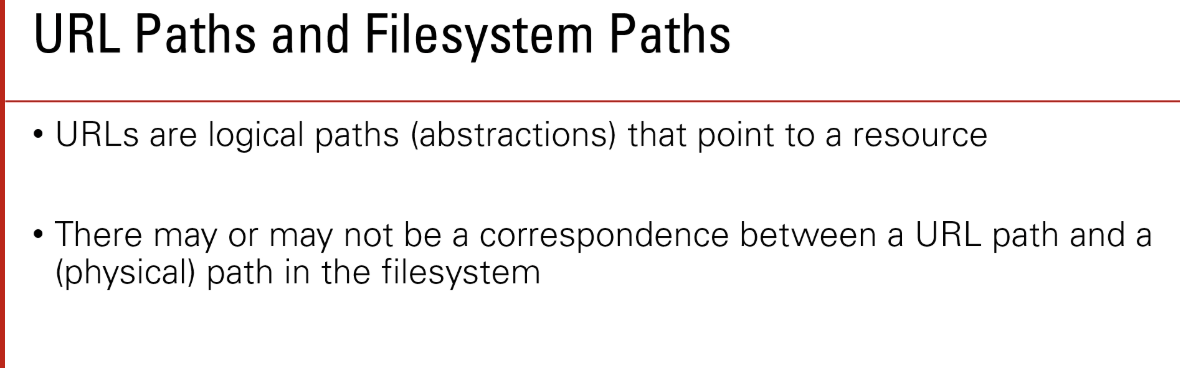 URL Paths and Filesystem Paths
• URLs are logical paths (abstractions) that point to a resource
• There may or may not be a correspondence between a URL path and a
(physical) path in the filesystem